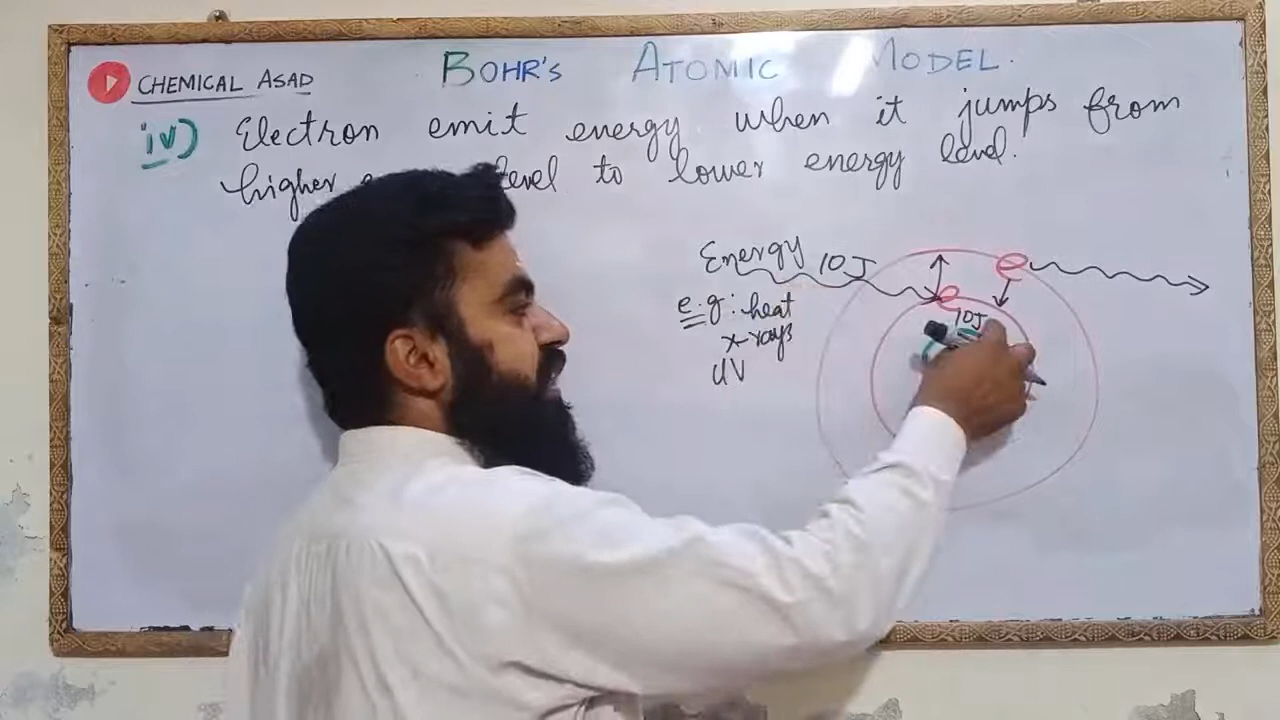 CHEMICAL ASAD
BOHR'S ATOMIC MODEL.
iv) Electron emit energy when it jumps from
higher level to lower energy level.
Energy 10J
e
e
e.g: heat
10J
x-rays
UV